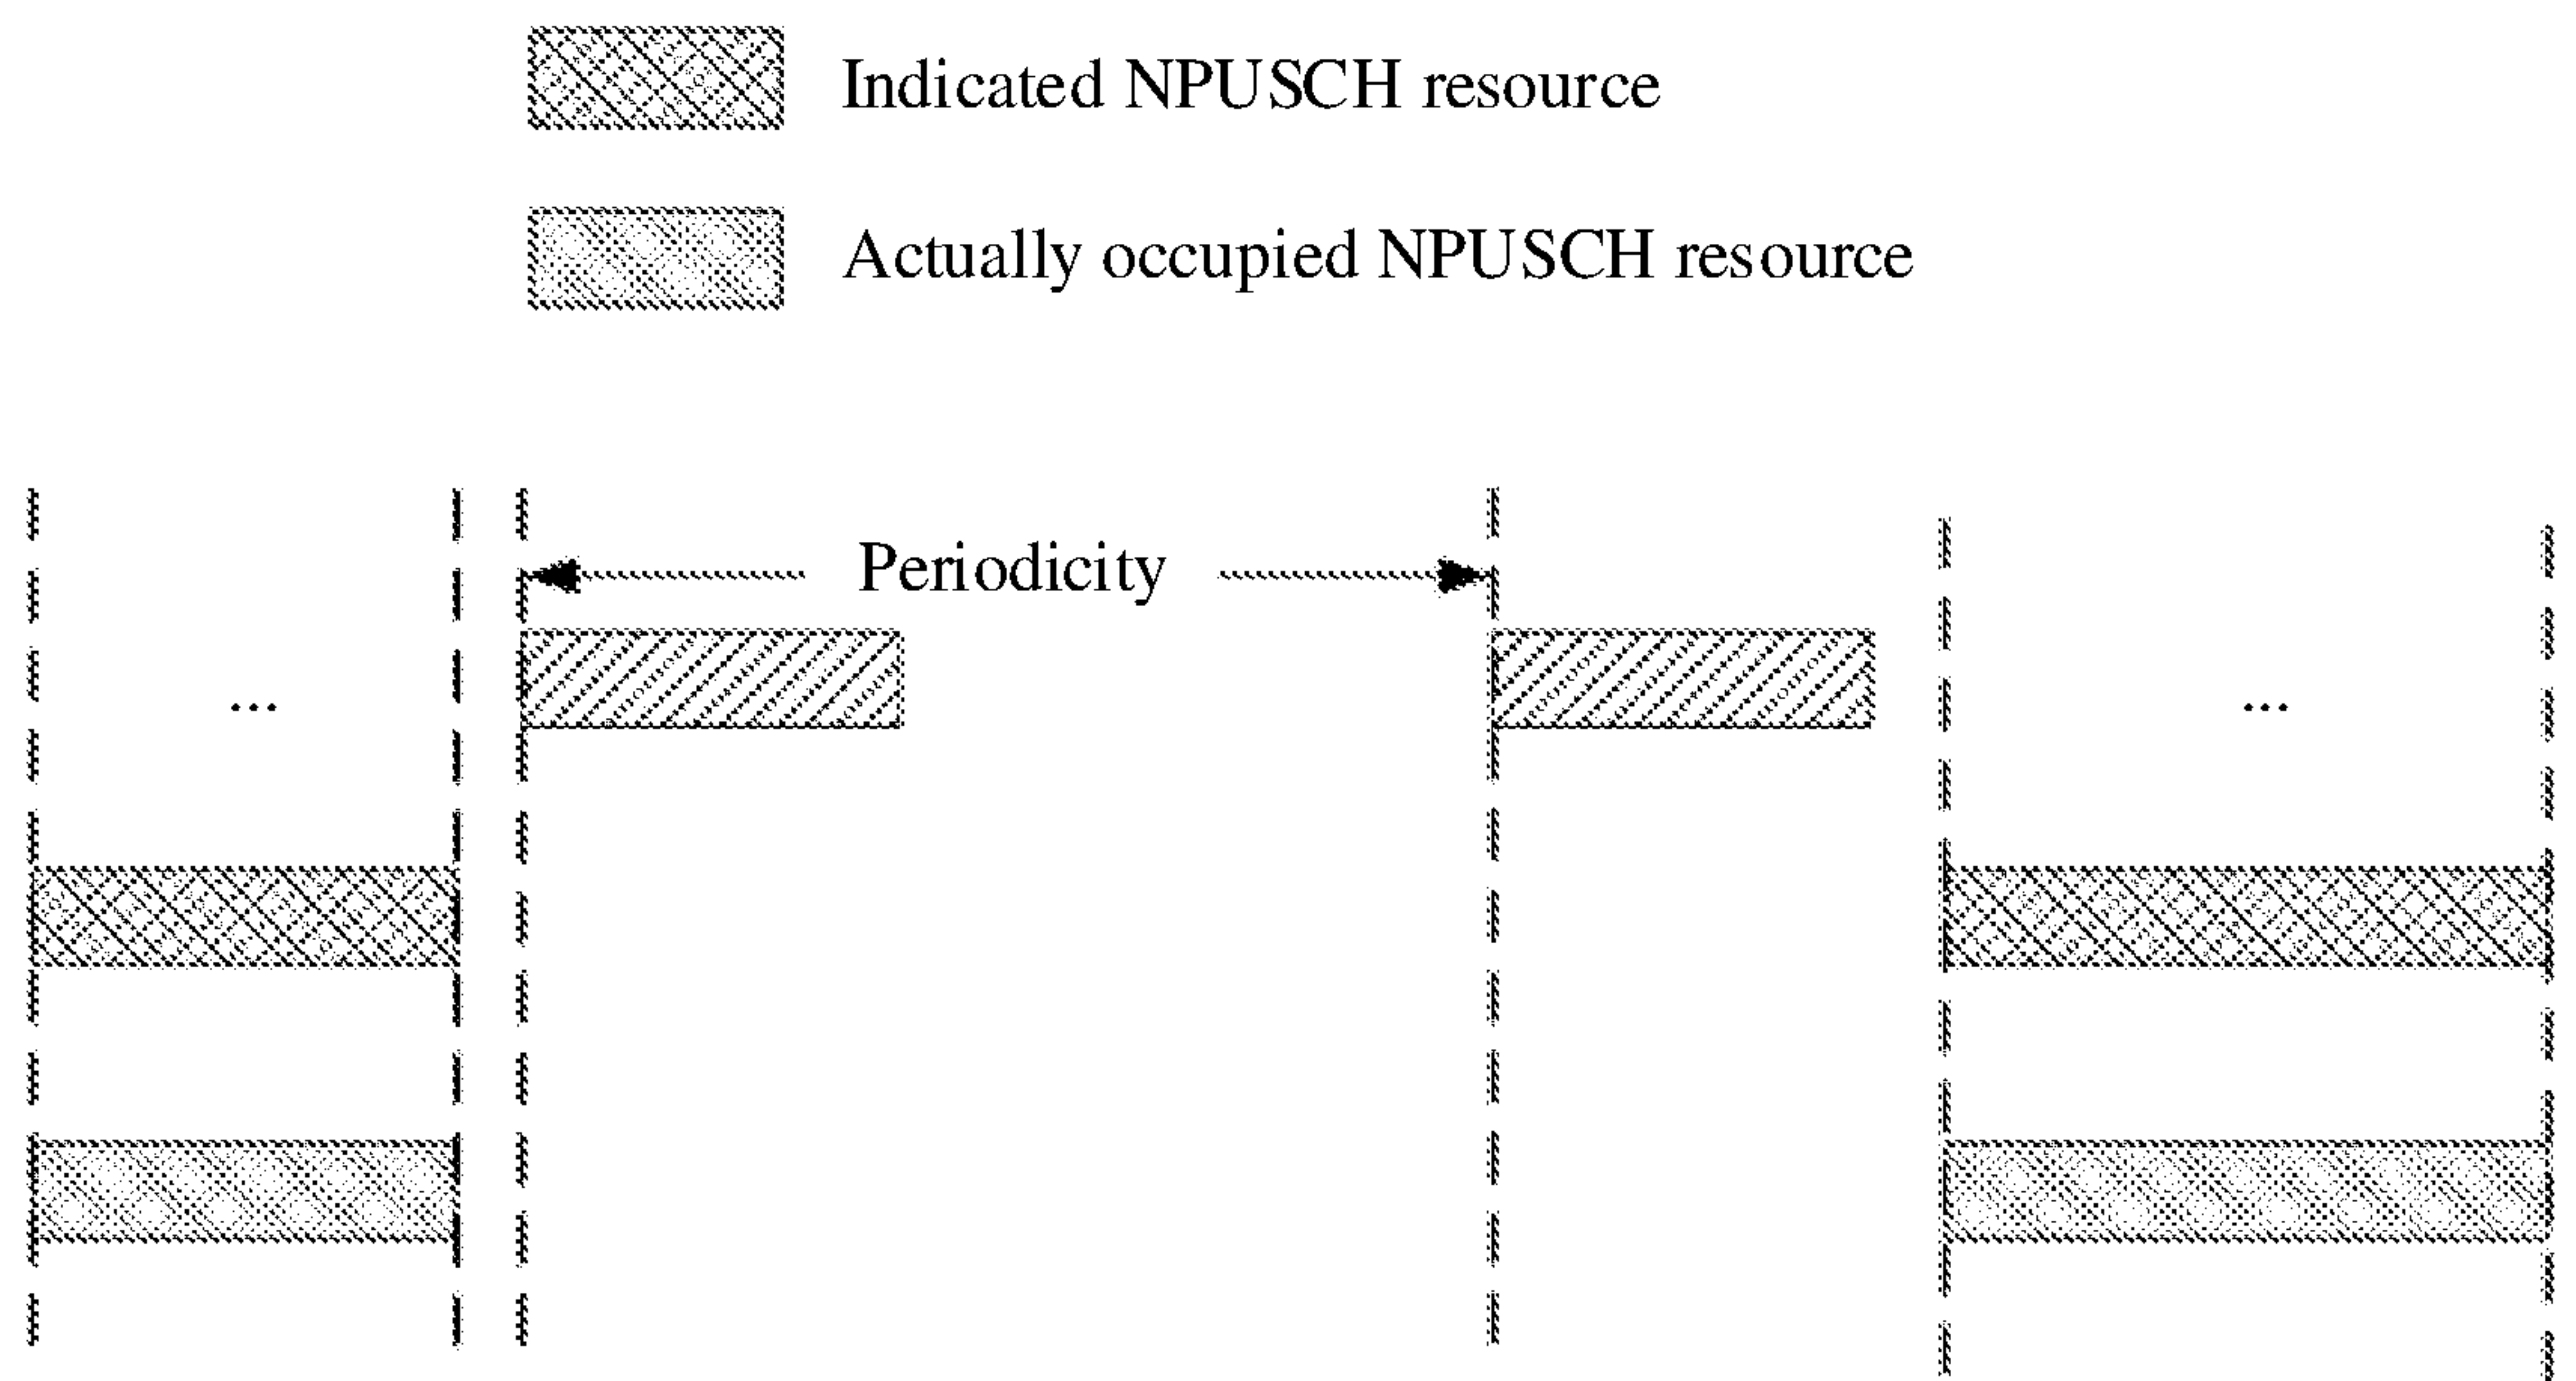 Indicated NPUSCH resource
Actually occupied NPUSCH resource
Periodicity
... ...